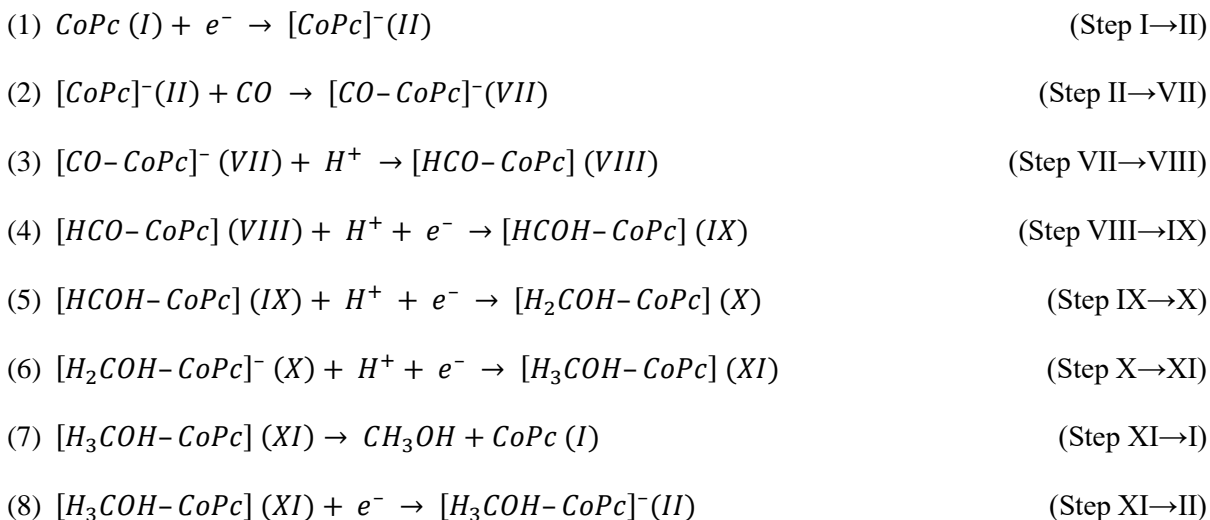 (1) CoPc (I) + e⁻ → [CoPc]⁻(II) (Step I→II)
(2) [CoPc]⁻(II) + CO → [CO–CoPc]⁻(VII) (Step II→VII)
(3) [CO–CoPc]⁻ (VII) + H⁺ → [HCO–CoPc] (VIII) (Step VII→VIII)
(4) [HCO–CoPc] (VIII) + H⁺ + e⁻ → [HCOH–CoPc] (IX) (Step VIII→IX)
(5) [HCOH–CoPc] (IX) + H⁺ + e⁻ → [H₂COH–CoPc] (X) (Step IX→X)
(6) [H₂COH–CoPc]⁻ (X) + H⁺ + e⁻ → [H₃COH–CoPc] (XI) (Step X→XI)
(7) [H₃COH–CoPc] (XI) → CH₃OH + CoPc (I) (Step XI→I)
(8) [H₃COH–CoPc] (XI) + e⁻ → [H₃COH–CoPc]⁻(II) (Step XI→II)